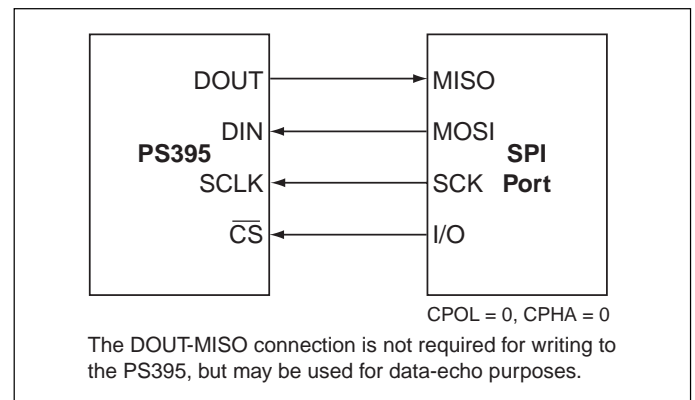 DOUT MISO
DIN MOSI
PS395 SPI
SCLK SCK Port
C̅S̅ I/O
CPOL = 0, CPHA = 0
The DOUT-MISO connection is not required for writing to
the PS395, but may be used for data-echo purposes.